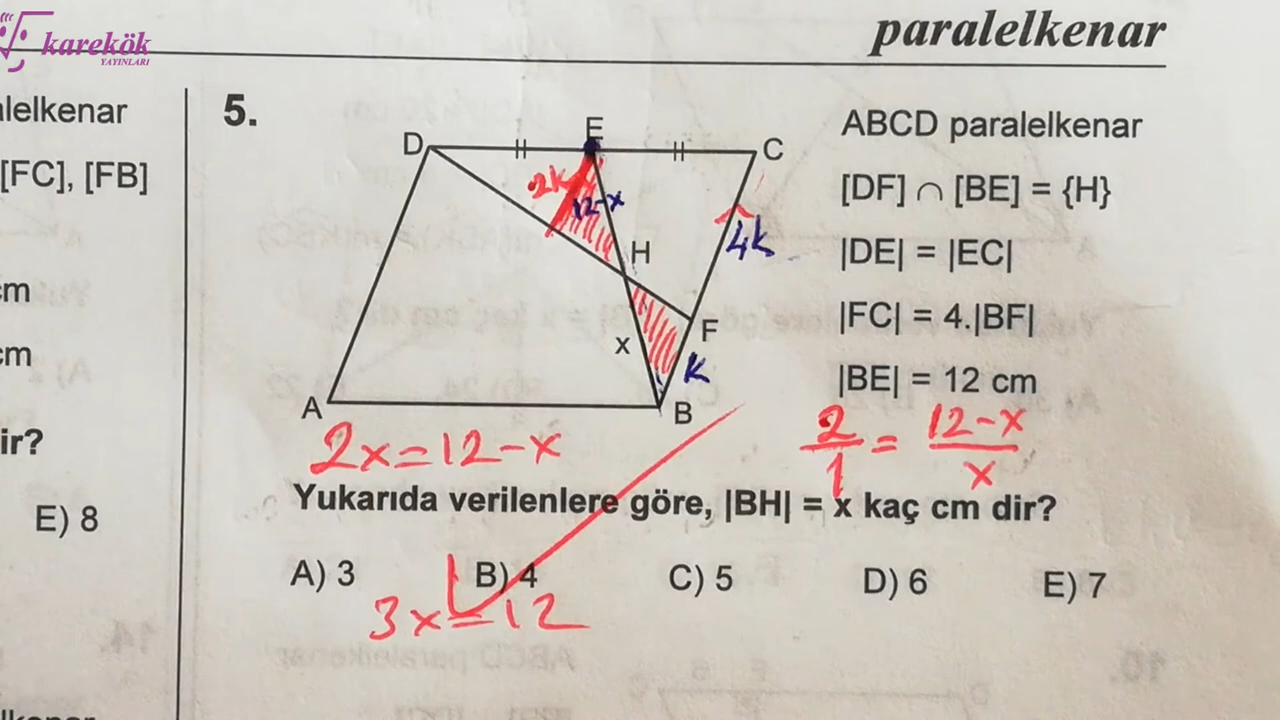 karekök
YAYINLARI
paralelkenar
alelkenar
[FC], [FB]
cm
cm
ir?
E) 8
5.
D
E
C
2k
12-x
4k
H
x
F
k
A
B
ABCD paralelkenar
[DF] ∩ [BE] = {H}
|DE| = |EC|
|FC| = 4.|BF|
|BE| = 12 cm
2x=12-x
2/1 = 12-x/x
Yukarıda verilenlere göre, |BH| = x kaç cm dir?
A) 3 B) 4 C) 5 D) 6 E) 7
3x=12